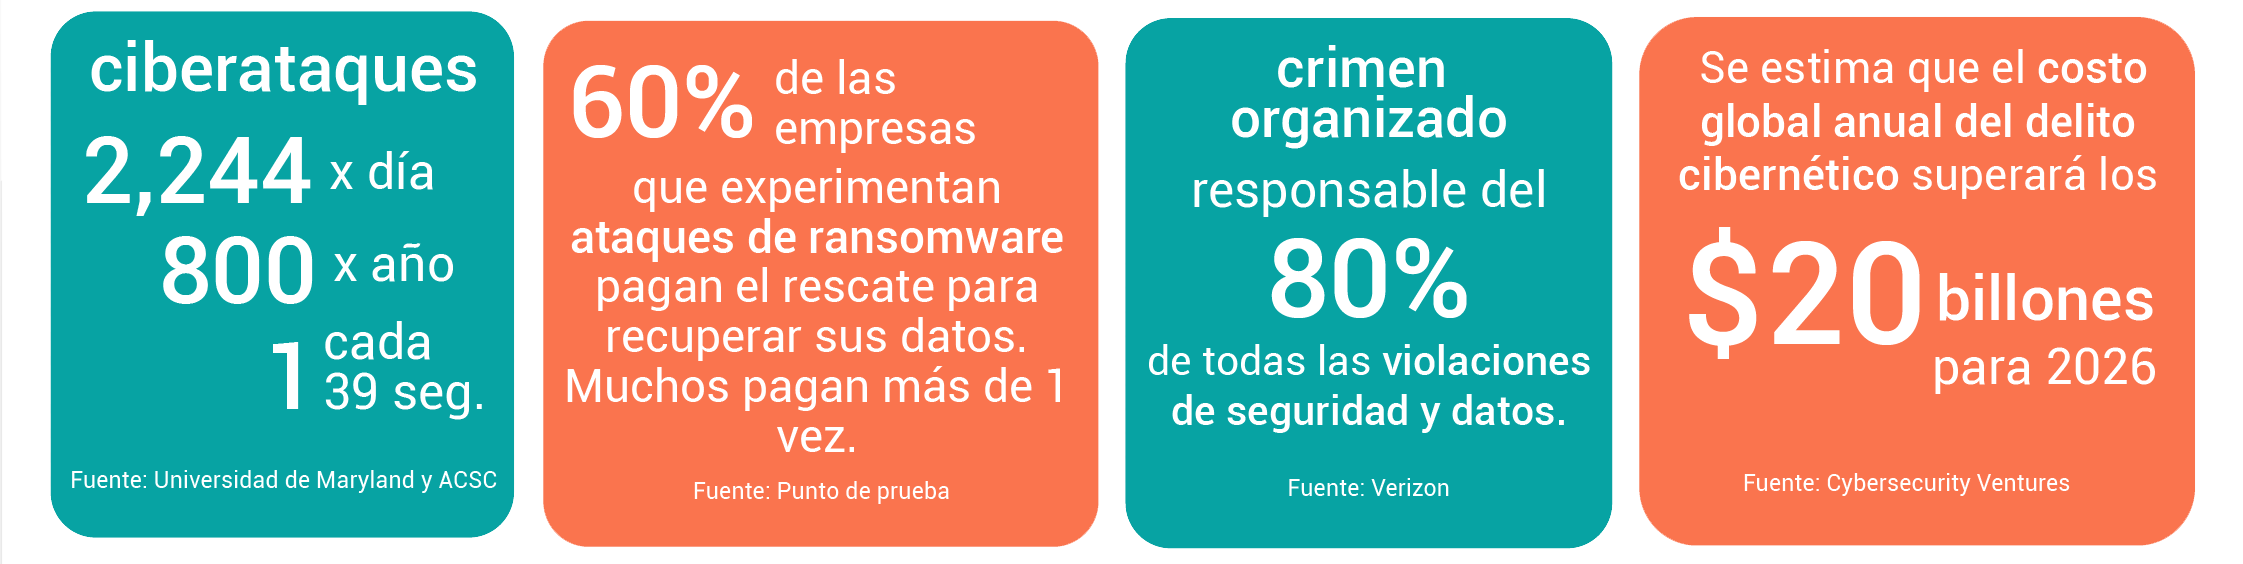 ciberataques
2,244 x día
800 x año
1 cada
39 seg.
Fuente: Universidad de Maryland y ACSC
60% de las
empresas
que experimentan
ataques de ransomware
pagan el rescate para
recuperar sus datos.
Muchos pagan más de 1
vez.
Fuente: Punto de prueba
crimen
organizado
responsable del
80%
de todas las violaciones
de seguridad y datos.
Fuente: Verizon
Se estima que el costo
global anual del delito
cibernético superará los
$20 billones
para 2026
Fuente: Cybersecurity Ventures